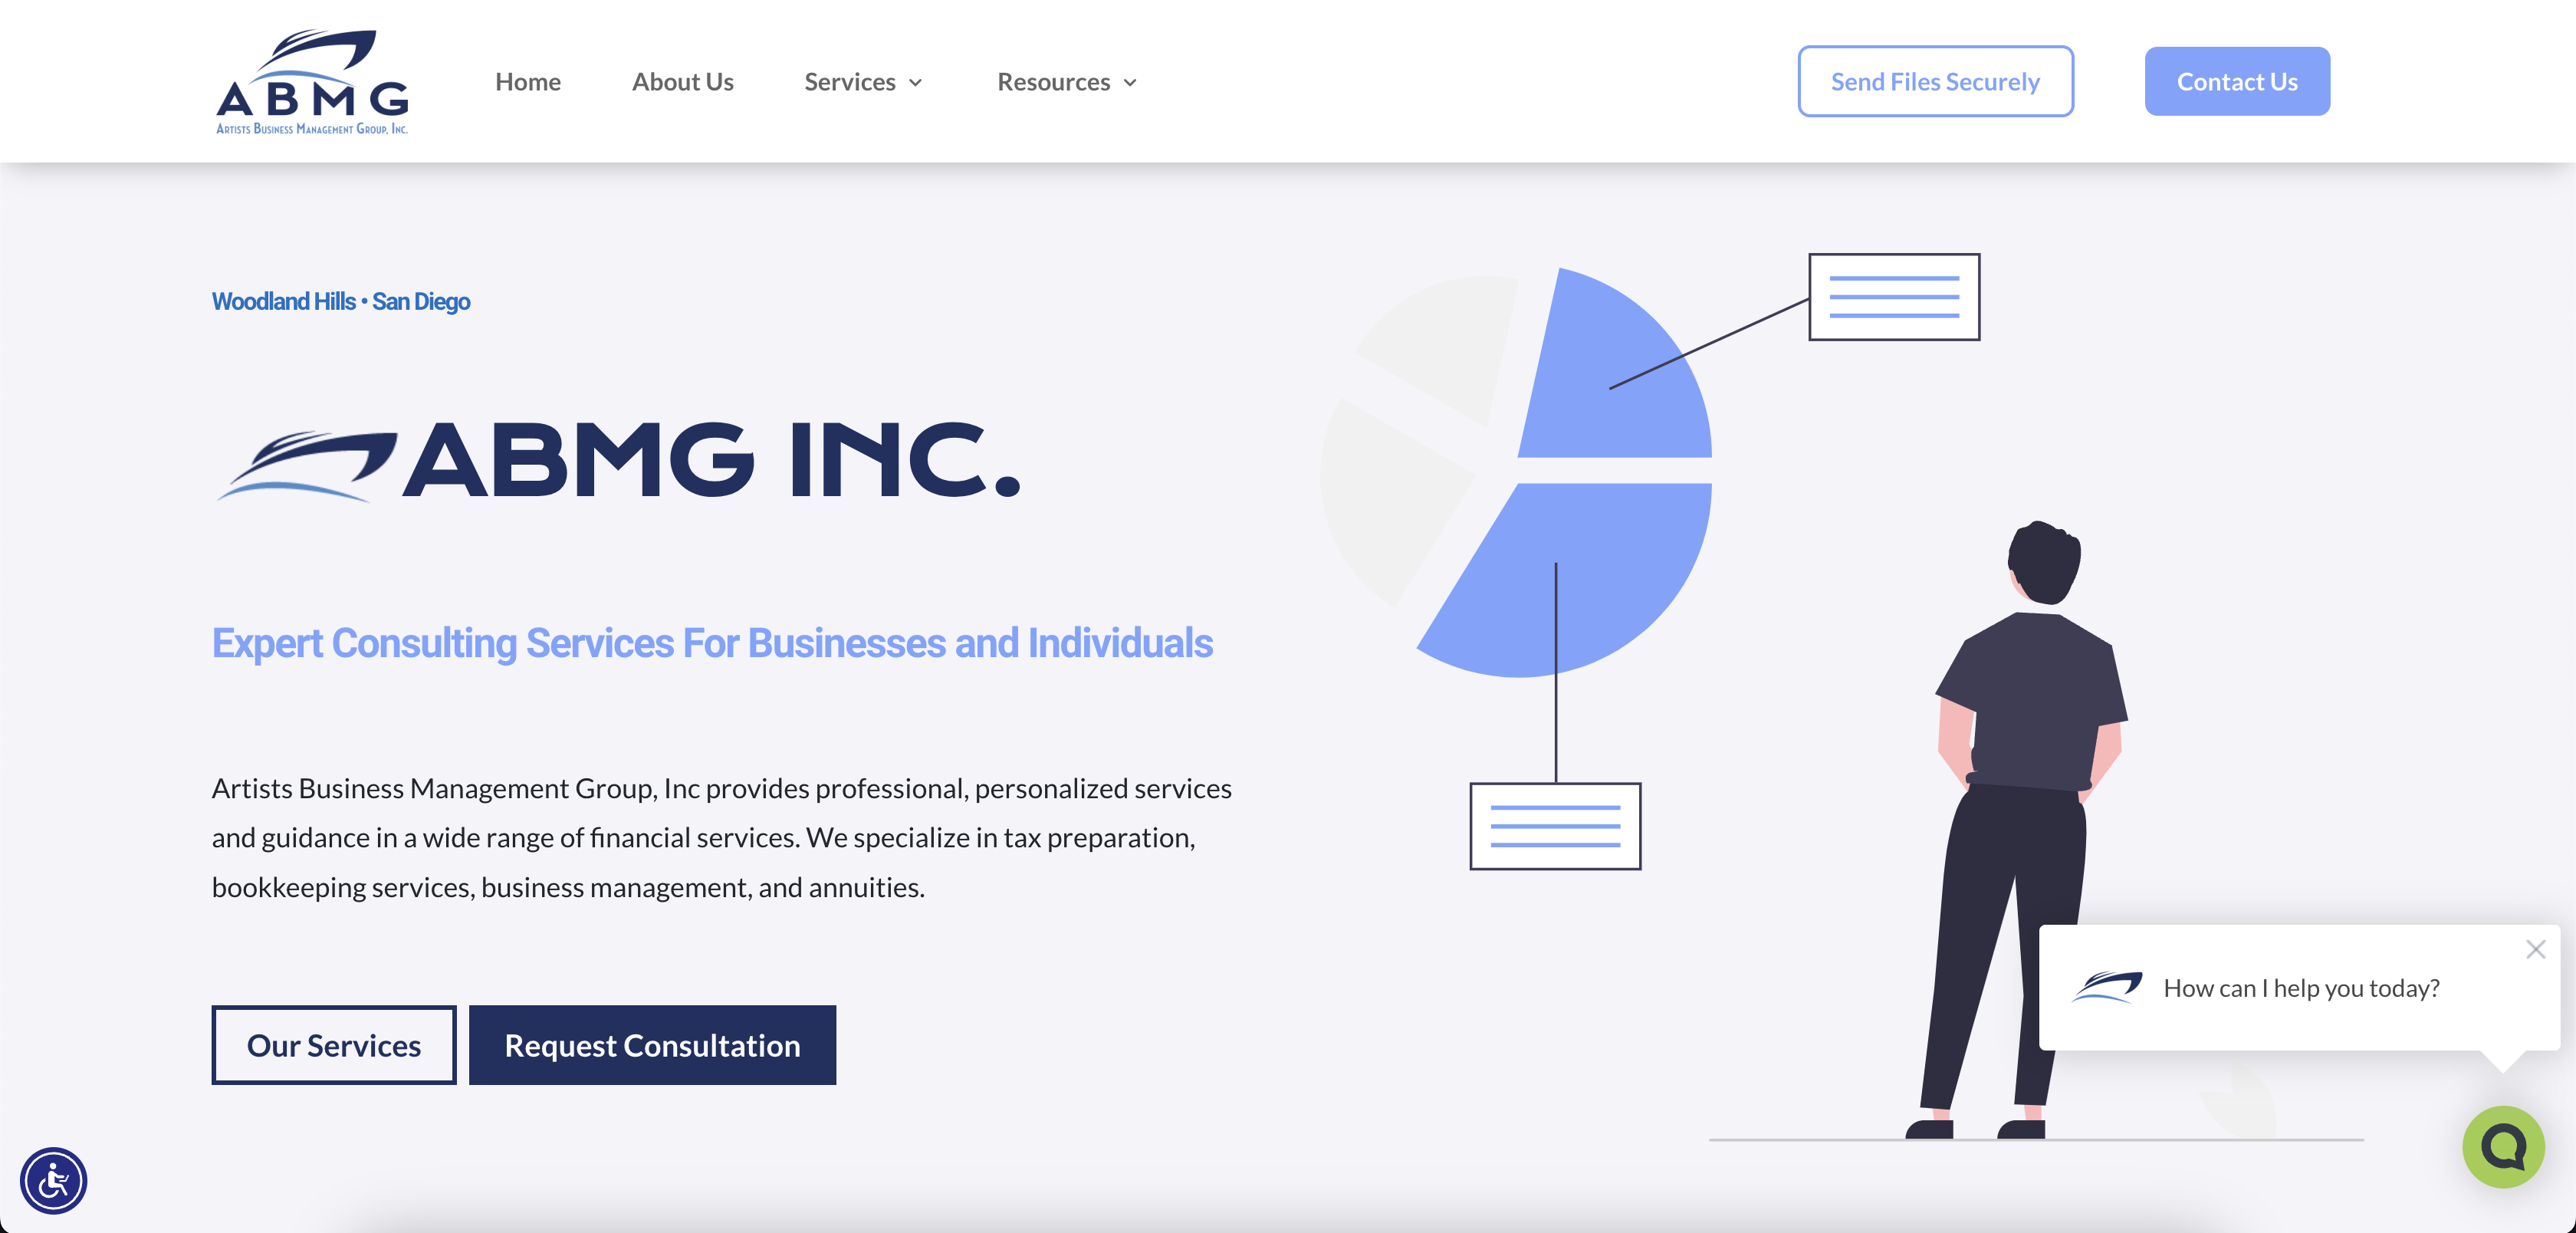 ABMG
Artists Business Management Group, Inc.
Home
About Us
Services
Resources
Send Files Securely
Contact Us
Woodland Hills • San Diego
ABMG INC.
Expert Consulting Services For Businesses and Individuals
Artists Business Management Group, Inc provides professional, personalized services
and guidance in a wide range of financial services. We specialize in tax preparation,
bookkeeping services, business management, and annuities.
Our Services
Request Consultation
How can I help you today?